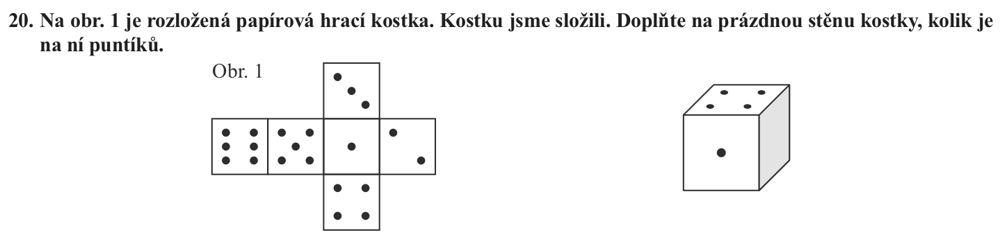 20. Na obr. 1 je rozložená papírová hrací kostka. Kostku jsme složili. Doplňte na prázdnou stěnu kostky, kolik je
na ní puntíků.
Obr. 1